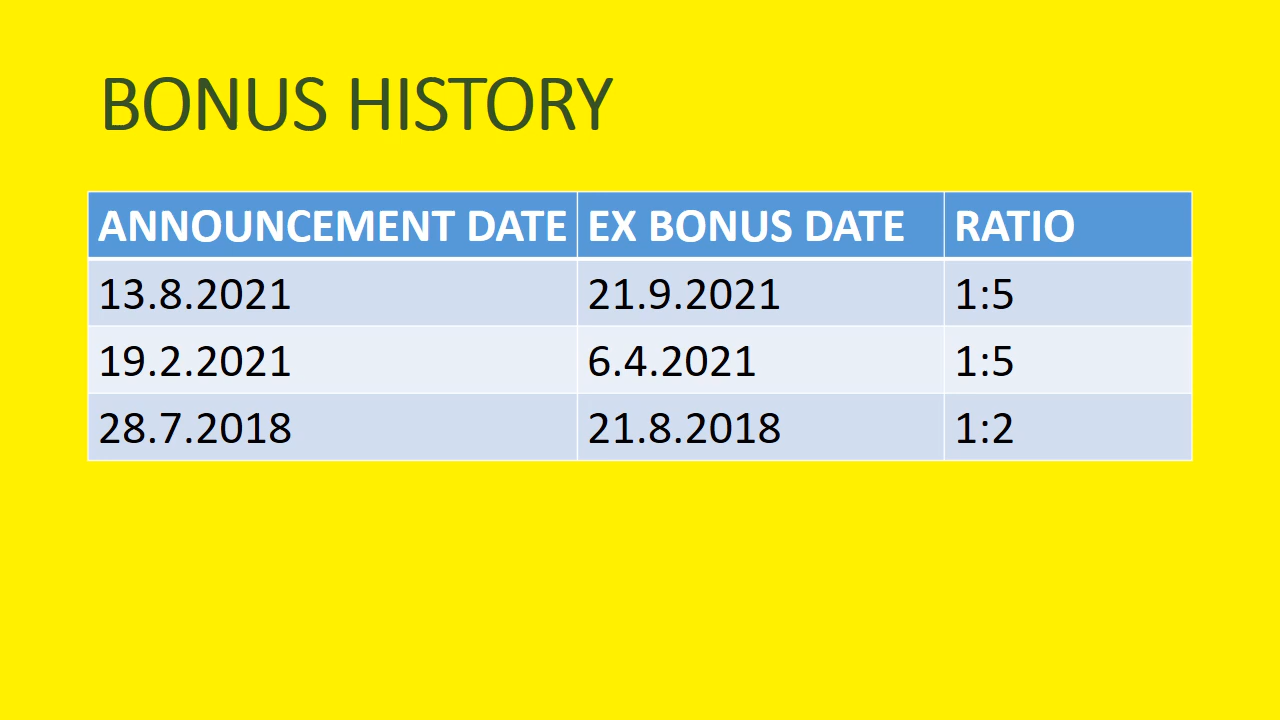 BONUS HISTORY
ANNOUNCEMENT DATE EX BONUS DATE RATIO
13.8.2021 21.9.2021 1:5
19.2.2021 6.4.2021 1:5
28.7.2018 21.8.2018 1:2